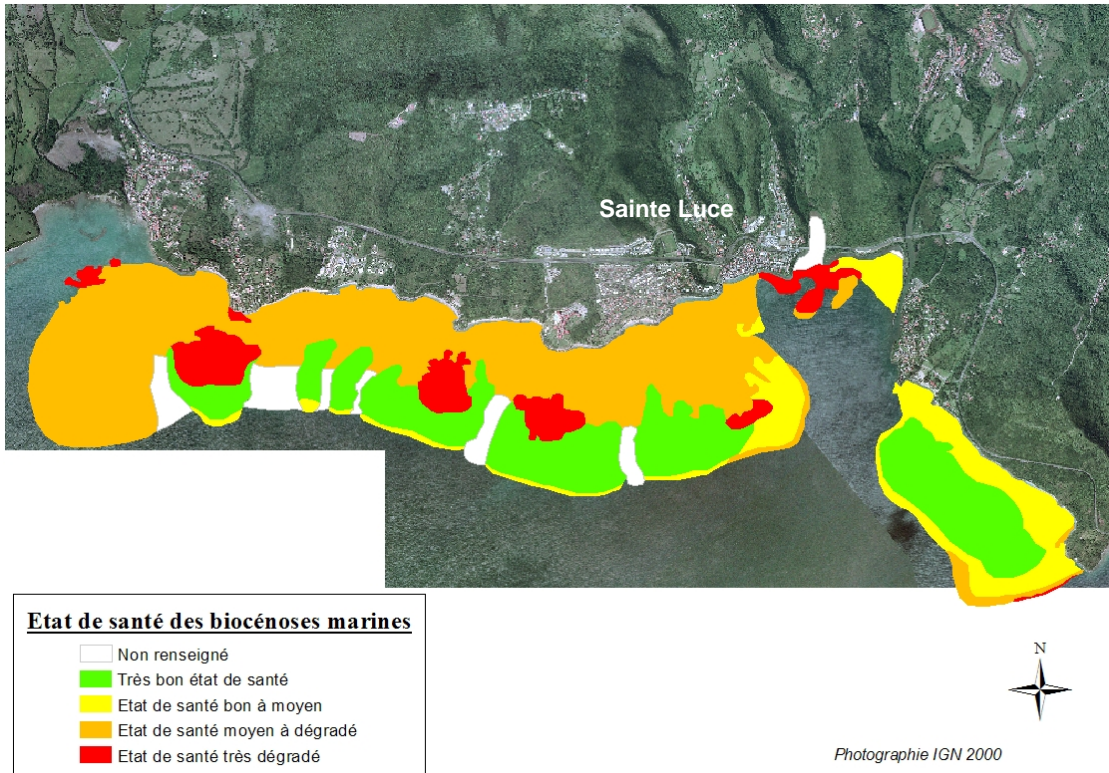 Sainte Luce
Etat de santé des biocénoses marines
Non renseigné
Très bon état de santé
Etat de santé bon à moyen
Etat de santé moyen à dégradé
Etat de santé très dégradé
N
Photographie IGN 2000